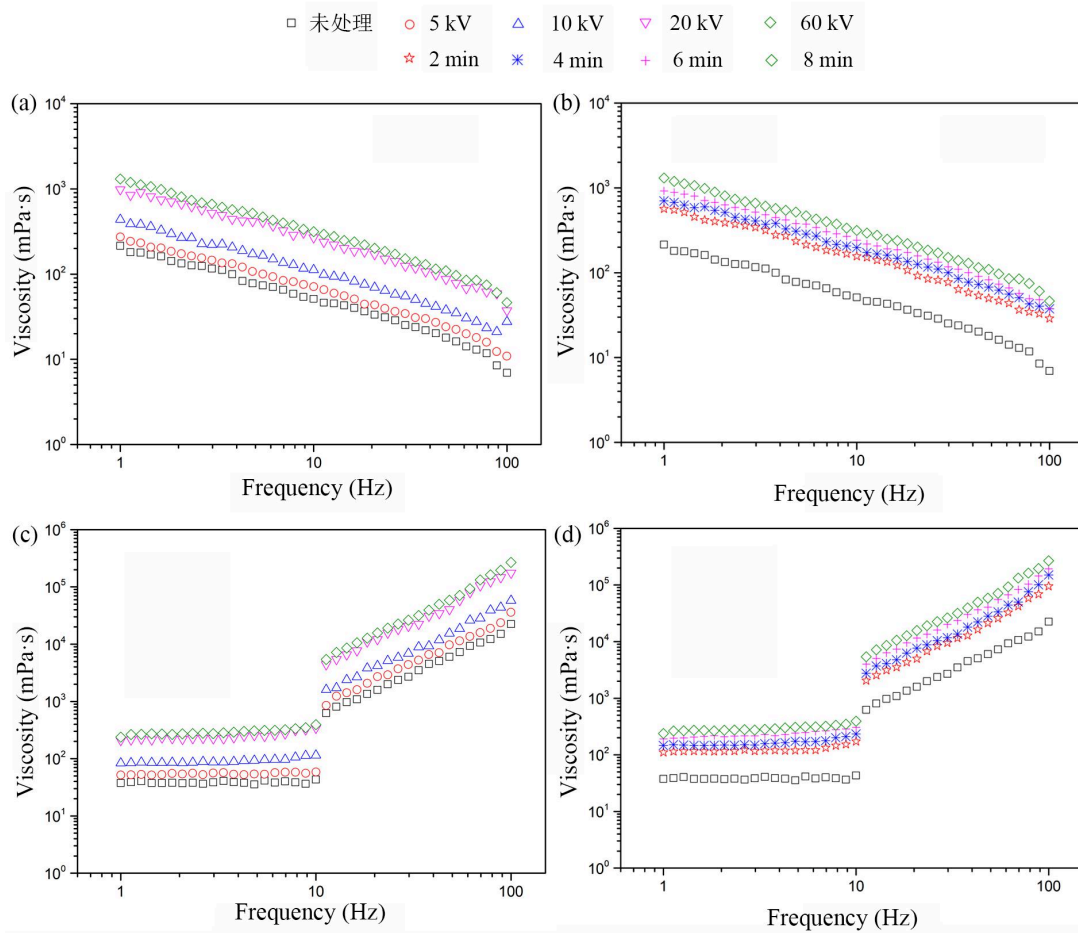 未处理 5 kV 10 kV 20 kV 60 kV
2 min 4 min 6 min 8 min
(a) (b)
10⁴ 10⁴
10³ 10³
10² 10²
10¹ 10¹
10⁰ 10⁰
Viscosity (mPa·s) Viscosity (mPa·s)
1 10 100 1 10 100
Frequency (Hz) Frequency (Hz)
(c) (d)
10⁶ 10⁶
10⁵ 10⁵
10⁴ 10⁴
10³ 10³
10² 10²
10¹ 10¹
10⁰ 10⁰
Viscosity (mPa·s) Viscosity (mPa·s)
1 10 100 1 10 100
Frequency (Hz) Frequency (Hz)